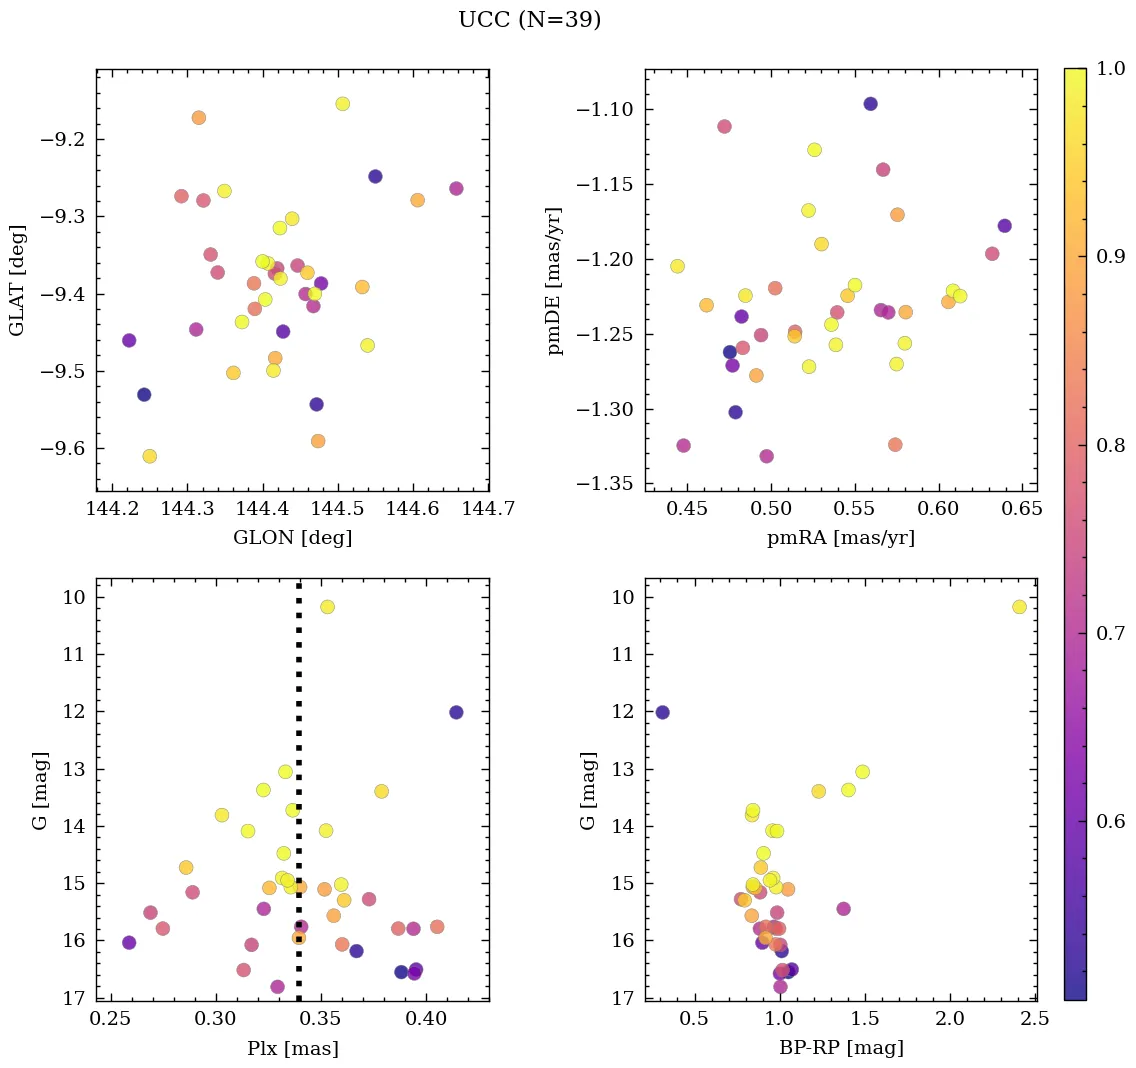 UCC (N=39)
−9.2
−9.3
−9.4
−9.5
−9.6
GLAT [deg]
144.2 144.3 144.4 144.5 144.6 144.7
GLON [deg]
−1.10
−1.15
−1.20
−1.25
−1.30
−1.35
pmDE [mas/yr]
0.45 0.50 0.55 0.60 0.65
pmRA [mas/yr]
1.0
0.9
0.8
0.7
0.6
10
11
12
13
14
15
16
17
G [mag]
0.25 0.30 0.35 0.40
Plx [mas]
10
11
12
13
14
15
16
17
G [mag]
0.5 1.0 1.5 2.0 2.5
BP-RP [mag]